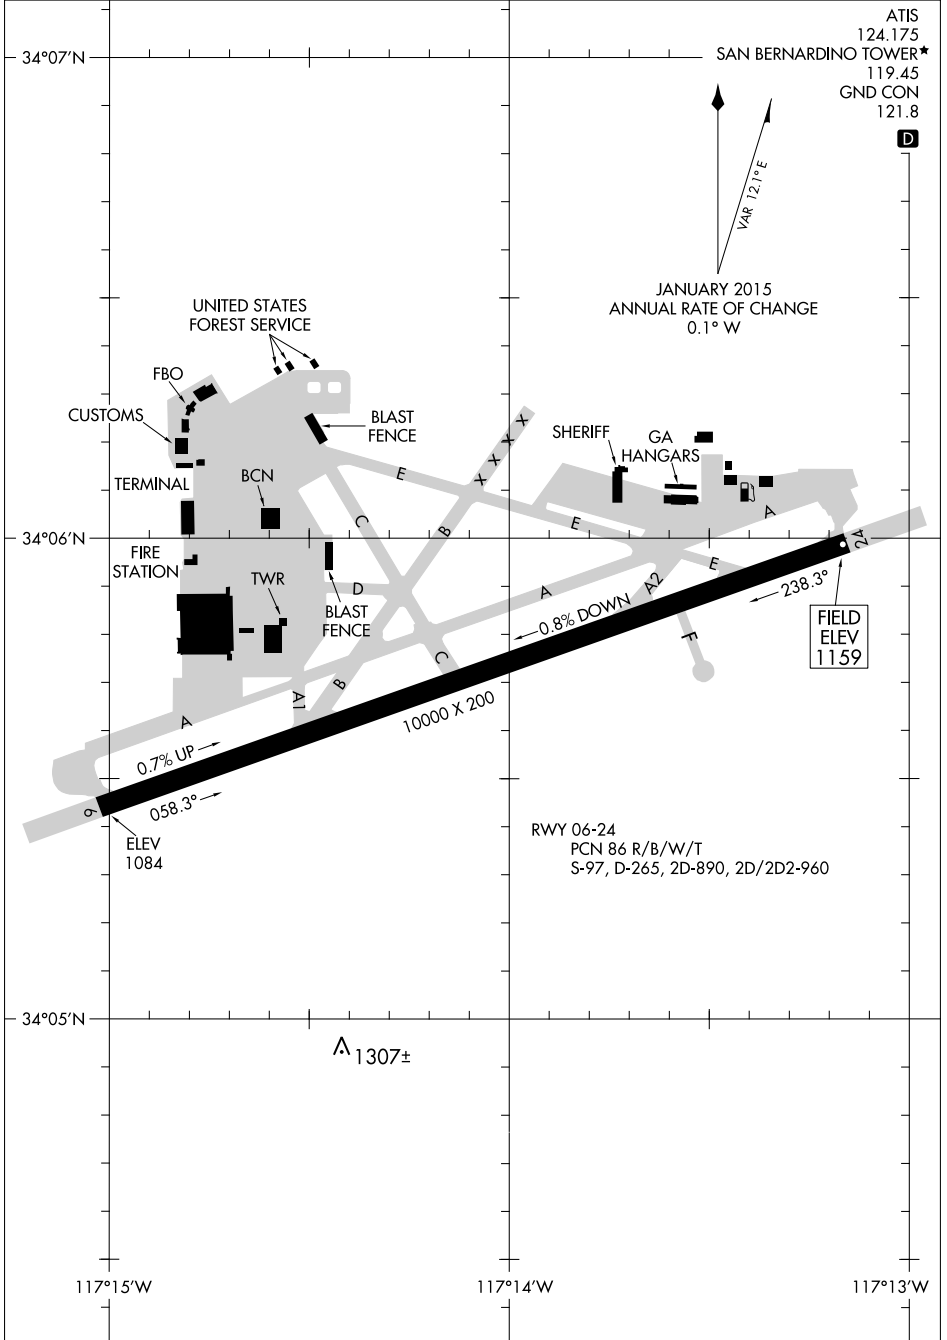 ATIS
124.175
SAN BERNARDINO TOWER★
119.45
GND CON
121.8
D
34°07'N
VAR 12.1° E
JANUARY 2015
ANNUAL RATE OF CHANGE
0.1° W
UNITED STATES
FOREST SERVICE
FBO
CUSTOMS
BLAST
FENCE
SHERIFF
GA
HANGARS
TERMINAL
BCN
E
X
X
X
X
C
B
E
A
34°06'N
24
FIRE
STATION
TWR
D
BLAST
FENCE
A
A2
E
238.3°
0.8% DOWN
FIELD
ELEV
1159
F
C
B
A1
A
10000 X 200
0.7% UP
058.3°
6
ELEV
1084
RWY 06-24
PCN 86 R/B/W/T
S-97, D-265, 2D-890, 2D/2D2-960
34°05'N
1307±
117°15'W
117°14'W
117°13'W